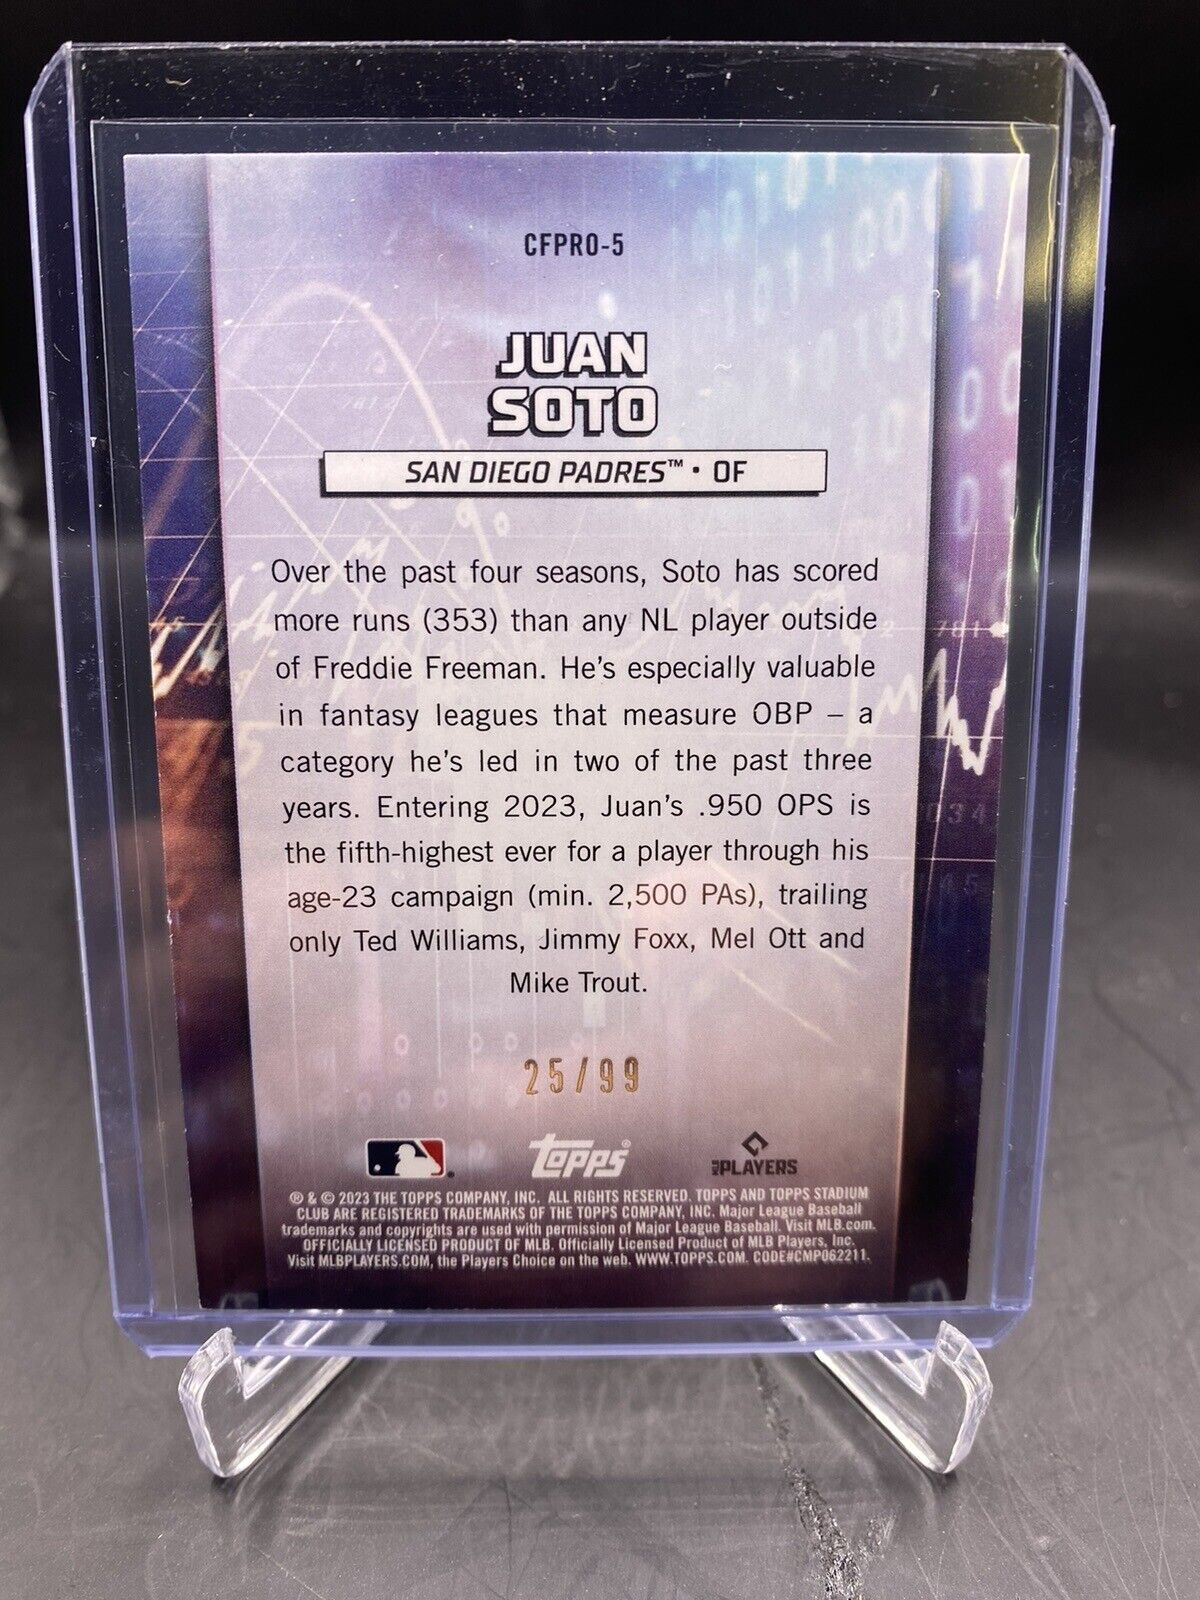 CFPRO-5
JUAN
SOTO
SAN DIEGO PADRES™ • OF
Over the past four seasons, Soto has scored
more runs (353) than any NL player outside
of Freddie Freeman. He's especially valuable
in fantasy leagues that measure OBP – a
category he's led in two of the past three
years. Entering 2023, Juan's .950 OPS is
the fifth-highest ever for a player through his
age-23 campaign (min. 2,500 PAs), trailing
only Ted Williams, Jimmy Foxx, Mel Ott and
Mike Trout.
25/99
Topps®
MLB PLAYERS
® & © 2023 THE TOPPS COMPANY, INC. ALL RIGHTS RESERVED. TOPPS AND TOPPS STADIUM
CLUB ARE REGISTERED TRADEMARKS OF THE TOPPS COMPANY, INC. Major League Baseball
trademarks and copyrights are used with permission of Major League Baseball. Visit MLB.com.
OFFICIALLY LICENSED PRODUCT OF MLB. Officially Licensed Product of MLB Players, Inc.
Visit MLBPLAYERS.COM, the Players Choice on the web. WWW.TOPPS.COM. CODE#CMP062211.